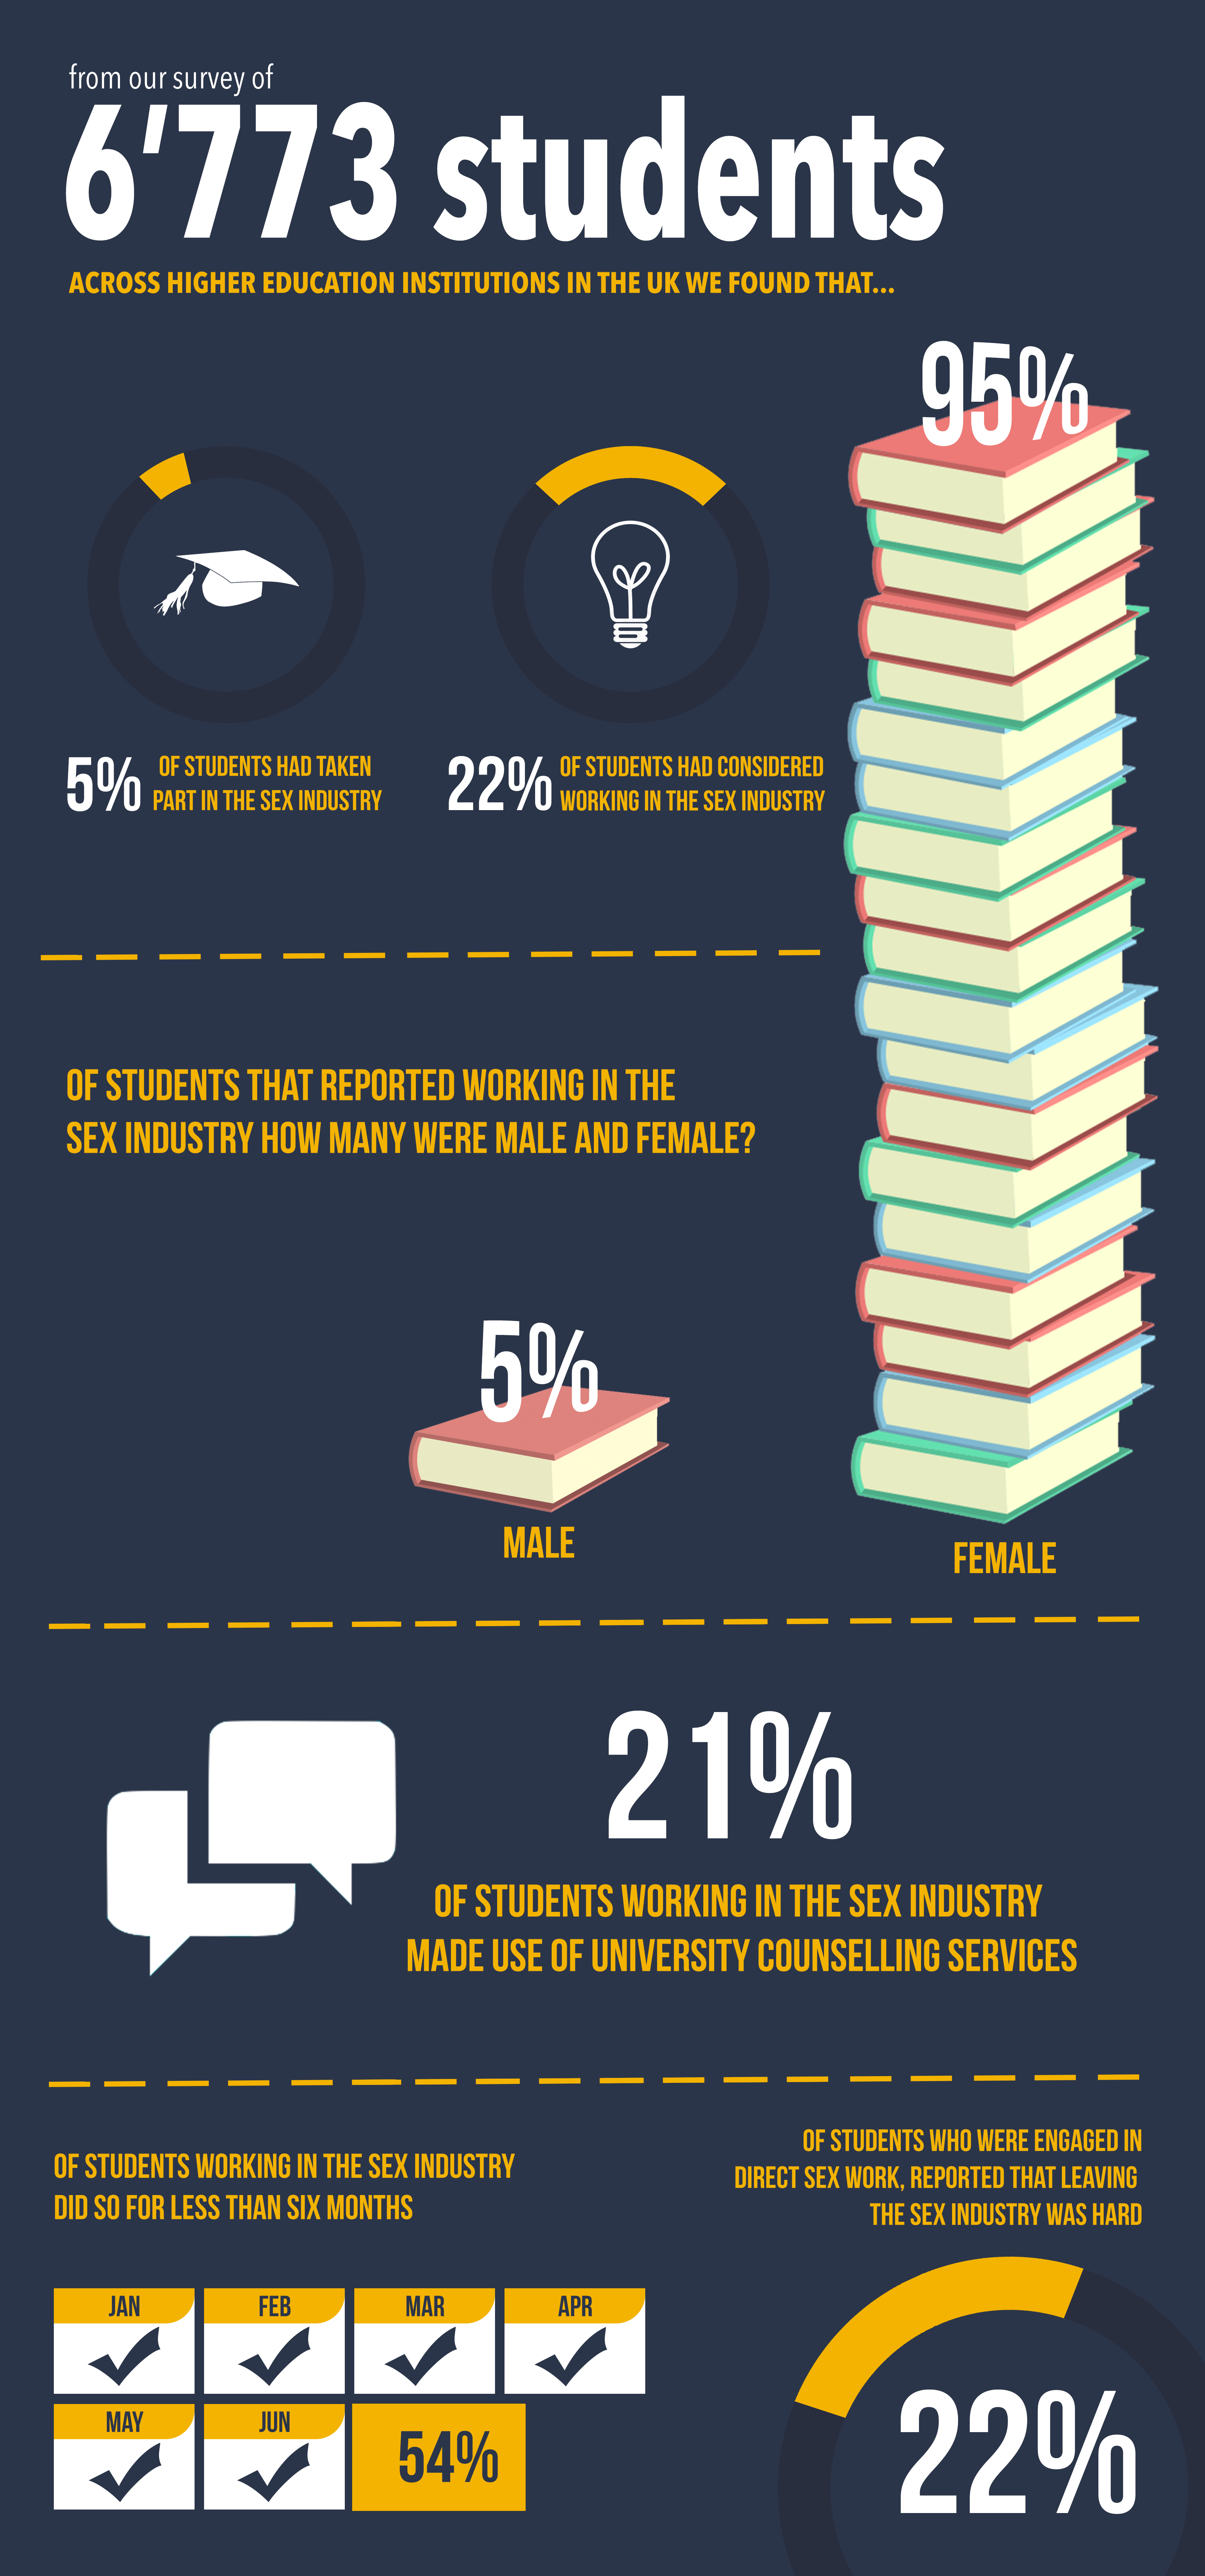 from our survey of
6'773 students
ACROSS HIGHER EDUCATION INSTITUTIONS IN THE UK WE FOUND THAT...
95%
5% OF STUDENTS HAD TAKEN
PART IN THE SEX INDUSTRY
22% OF STUDENTS HAD CONSIDERED
WORKING IN THE SEX INDUSTRY
OF STUDENTS THAT REPORTED WORKING IN THE
SEX INDUSTRY HOW MANY WERE MALE AND FEMALE?
5%
MALE
FEMALE
21%
OF STUDENTS WORKING IN THE SEX INDUSTRY
MADE USE OF UNIVERSITY COUNSELLING SERVICES
OF STUDENTS WORKING IN THE SEX INDUSTRY
DID SO FOR LESS THAN SIX MONTHS
JAN FEB MAR APR
MAY JUN 54%
OF STUDENTS WHO WERE ENGAGED IN
DIRECT SEX WORK, REPORTED THAT LEAVING
THE SEX INDUSTRY WAS HARD
22%